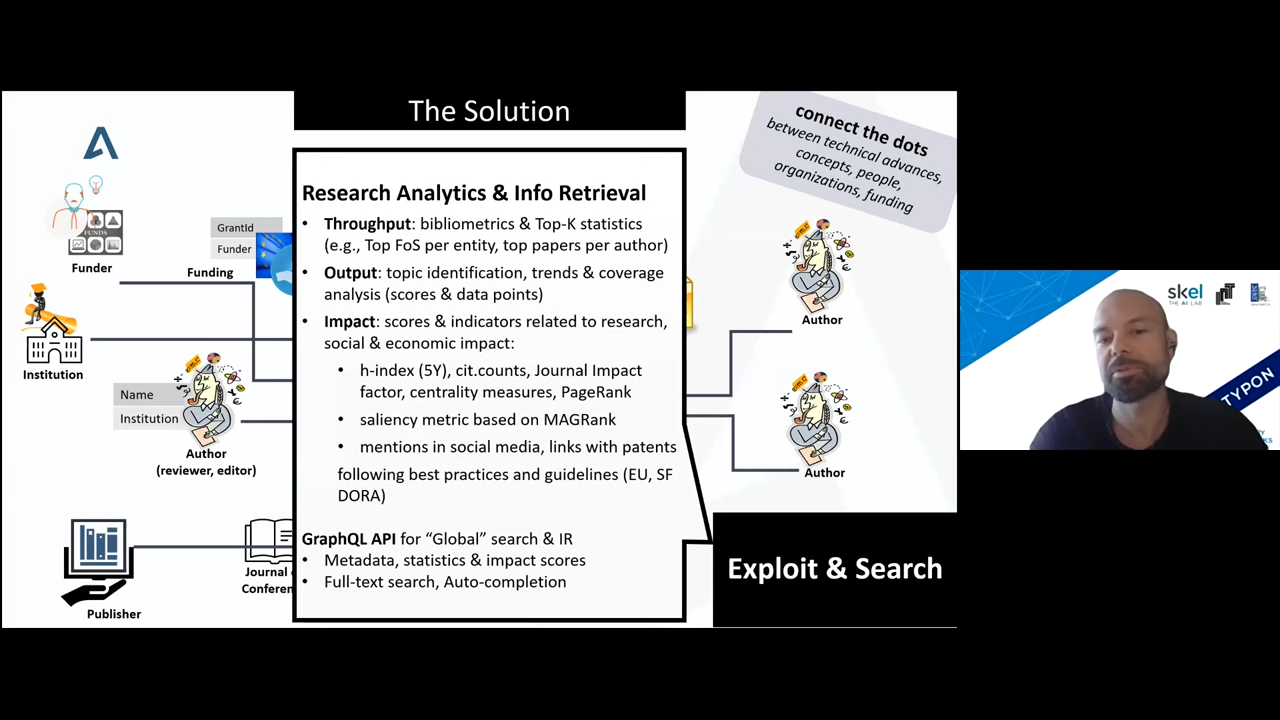 The Solution
connect the dots
between technical advances,
concepts, people,
organizations, funding
Research Analytics & Info Retrieval
• Throughput: bibliometrics & Top-K statistics
(e.g., Top FoS per entity, top papers per author)
• Output: topic identification, trends & coverage
analysis (scores & data points)
• Impact: scores & indicators related to research,
social & economic impact:
• h-index (5Y), cit.counts, Journal Impact
factor, centrality measures, PageRank
• saliency metric based on MAGRank
• mentions in social media, links with patents
following best practices and guidelines (EU, SF
DORA)
GraphQL API for “Global” search & IR
• Metadata, statistics & impact scores
• Full-text search, Auto-completion
FUNDS
Funder
GrantId
Funder
Funding
Institution
Name
Institution
Author
(reviewer, editor)
Journal
Conferen
Publisher
Author
Author
Exploit & Search
skel
THE AI LAB
TYPON